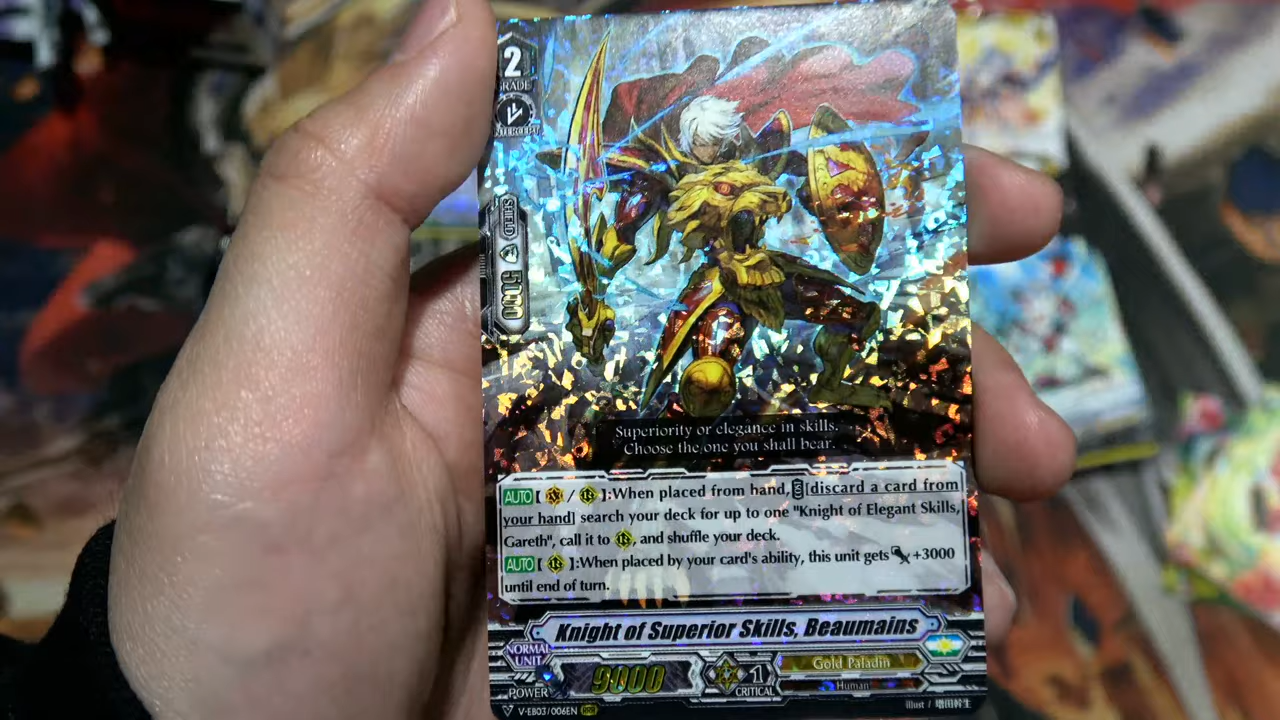 2
GRADE
INTERCEPT
SHIELD
5000
Superiority or elegance in skills.
Choose the one you shall bear.
AUTO【 / 】:When placed from hand, [discard a card from
your hand] search your deck for up to one "Knight of Elegant Skills,
Gareth", call it to , and shuffle your deck.
AUTO【 】:When placed by your card's ability, this unit gets +3000
until end of turn.
Knight of Superior Skills, Beaumains
NORMAL
UNIT
POWER
9000
1
CRITICAL
Gold Paladin
Human
V-EB03/006EN RRR
illust / 増田幹生